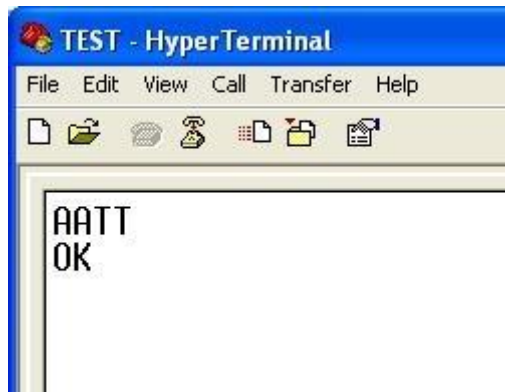 TEST - HyperTerminal
File Edit View Call Transfer Help
AATT
OK